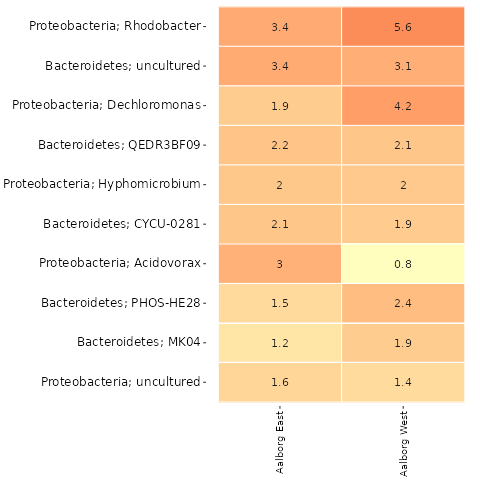 Proteobacteria; Rhodobacter- 3.4 5.6
Bacteroidetes; uncultured- 3.4 3.1
Proteobacteria; Dechloromonas- 1.9 4.2
Bacteroidetes; QEDR3BF09- 2.2 2.1
Proteobacteria; Hyphomicrobium- 2 2
Bacteroidetes; CYCU-0281- 2.1 1.9
Proteobacteria; Acidovorax- 3 0.8
Bacteroidetes; PHOS-HE28- 1.5 2.4
Bacteroidetes; MK04- 1.2 1.9
Proteobacteria; uncultured- 1.6 1.4
Aalborg East-
Aalborg West-